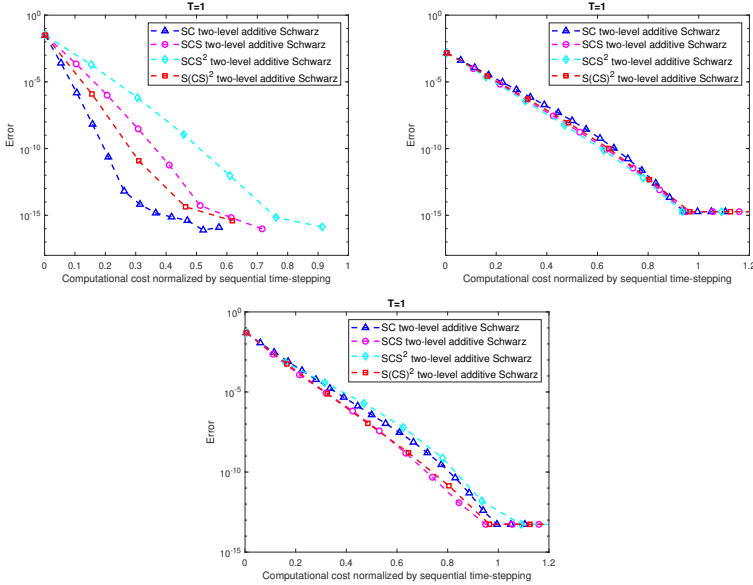 T=1
SC two-level additive Schwarz
SCS two-level additive Schwarz
SCS² two-level additive Schwarz
S(CS)² two-level additive Schwarz
Error
10⁻⁵
10⁻¹⁰
10⁻¹⁵
0 0.1 0.2 0.3 0.4 0.5 0.6 0.7 0.8 0.9 1
Computational cost normalized by sequential time-stepping
T=1
SC two-level additive Schwarz
SCS two-level additive Schwarz
SCS² two-level additive Schwarz
S(CS)² two-level additive Schwarz
Error
10⁰
10⁻⁵
10⁻¹⁰
10⁻¹⁵
0 0.2 0.4 0.6 0.8 1 1.2
Computational cost normalized by sequential time-stepping
T=1
SC two-level additive Schwarz
SCS two-level additive Schwarz
SCS² two-level additive Schwarz
S(CS)² two-level additive Schwarz
Error
10⁰
10⁻⁵
10⁻¹⁰
10⁻¹⁵
0 0.2 0.4 0.6 0.8 1 1.2
Computational cost normalized by sequential time-stepping